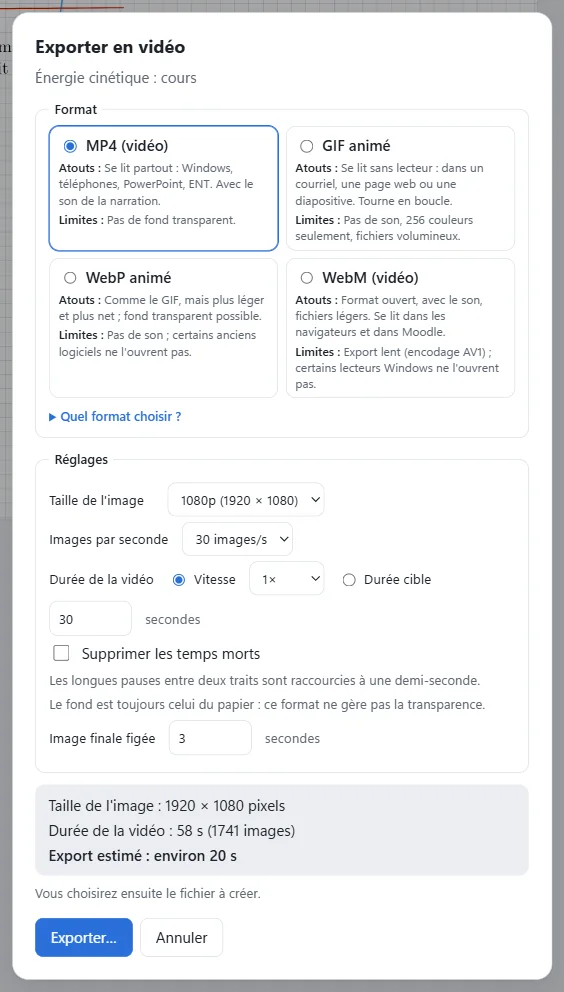 Exporter en vidéo
Énergie cinétique : cours
Format
MP4 (vidéo)
Atouts : Se lit partout : Windows,
téléphones, PowerPoint, ENT. Avec le
son de la narration.
Limites : Pas de fond transparent.
GIF animé
Atouts : Se lit sans lecteur : dans un
courriel, une page web ou une
diapositive. Tourne en boucle.
Limites : Pas de son, 256 couleurs
seulement, fichiers volumineux.
WebP animé
Atouts : Comme le GIF, mais plus léger
et plus net ; fond transparent possible.
Limites : Pas de son ; certains anciens
logiciels ne l'ouvrent pas.
WebM (vidéo)
Atouts : Format ouvert, avec le son,
fichiers légers. Se lit dans les
navigateurs et dans Moodle.
Limites : Export lent (encodage AV1) ;
certains lecteurs Windows ne l'ouvrent
pas.
Quel format choisir ?
Réglages
Taille de l'image 1080p (1920 × 1080)
Images par seconde 30 images/s
Durée de la vidéo Vitesse 1× Durée cible
30 secondes
Supprimer les temps morts
Les longues pauses entre deux traits sont raccourcies à une demi-seconde.
Le fond est toujours celui du papier : ce format ne gère pas la transparence.
Image finale figée 3 secondes
Taille de l'image : 1920 × 1080 pixels
Durée de la vidéo : 58 s (1741 images)
Export estimé : environ 20 s
Vous choisirez ensuite le fichier à créer.
Exporter... Annuler